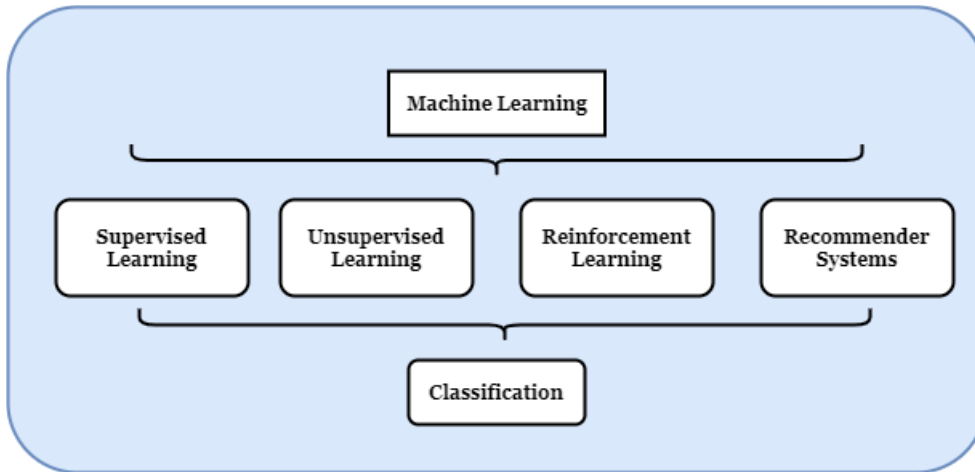 Machine Learning
Supervised
Learning
Unsupervised
Learning
Reinforcement
Learning
Recommender
Systems
Classification